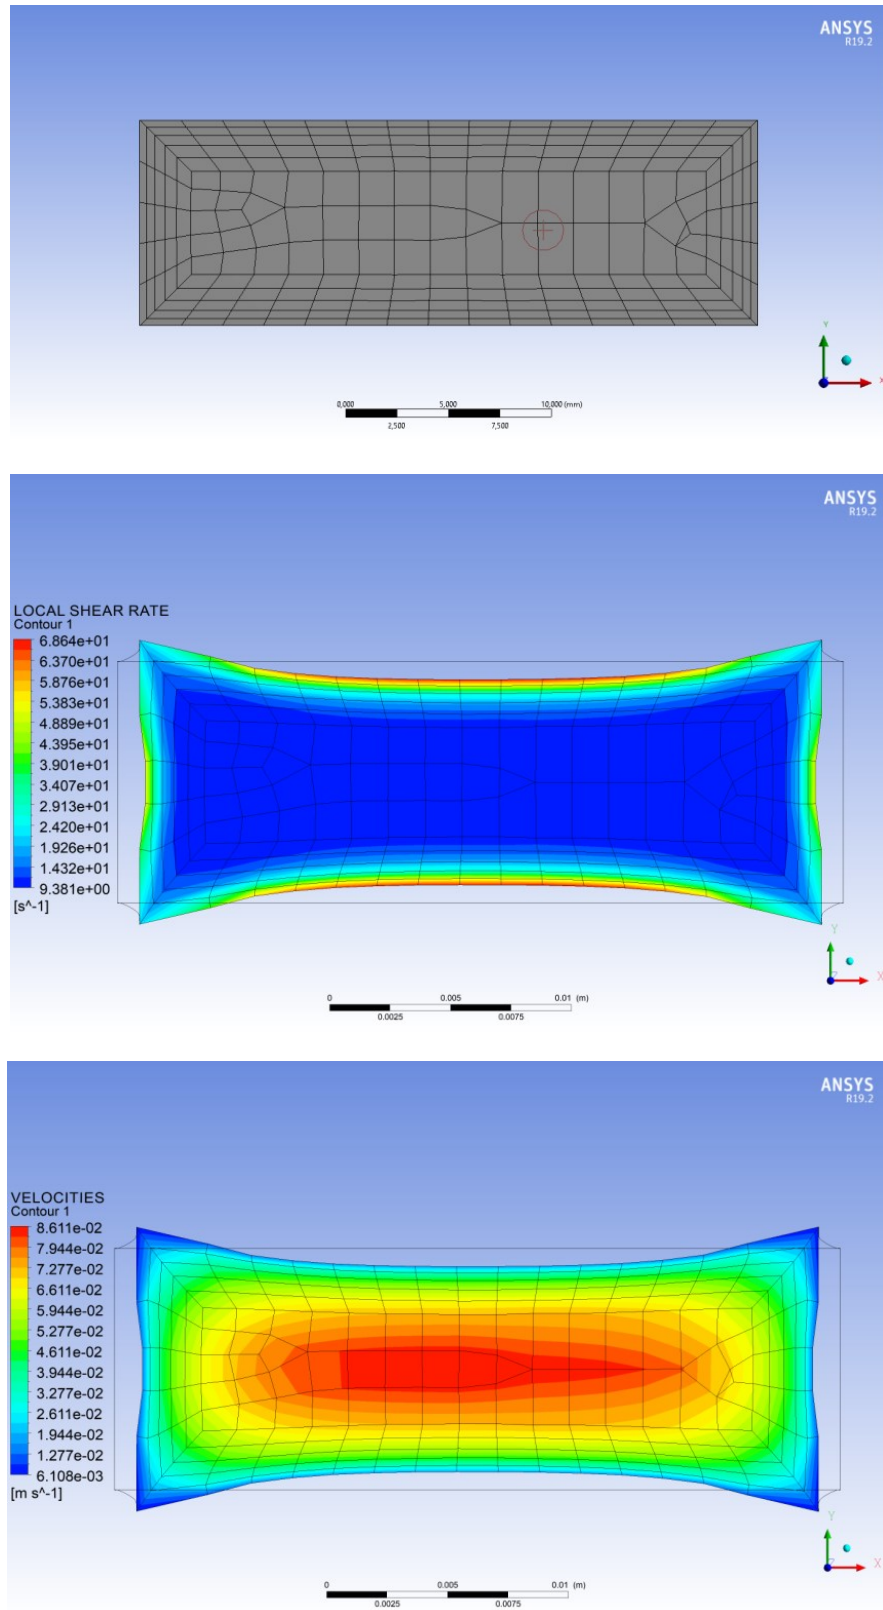 ANSYS
R19.2
Y
X
0,000 5,000 10,000 (mm)
2,500 7,500
ANSYS
R19.2
LOCAL SHEAR RATE
Contour 1
6.864e+01
6.370e+01
5.876e+01
5.383e+01
4.889e+01
4.395e+01
3.901e+01
3.407e+01
2.913e+01
2.420e+01
1.926e+01
1.432e+01
9.381e+00
[s^-1]
Y
Z X
0 0.005 0.01 (m)
0.0025 0.0075
ANSYS
R19.2
VELOCITIES
Contour 1
8.611e-02
7.944e-02
7.277e-02
6.611e-02
5.944e-02
5.277e-02
4.611e-02
3.944e-02
3.277e-02
2.611e-02
1.944e-02
1.277e-02
6.108e-03
[m s^-1]
Y
Z X
0 0.005 0.01 (m)
0.0025 0.0075